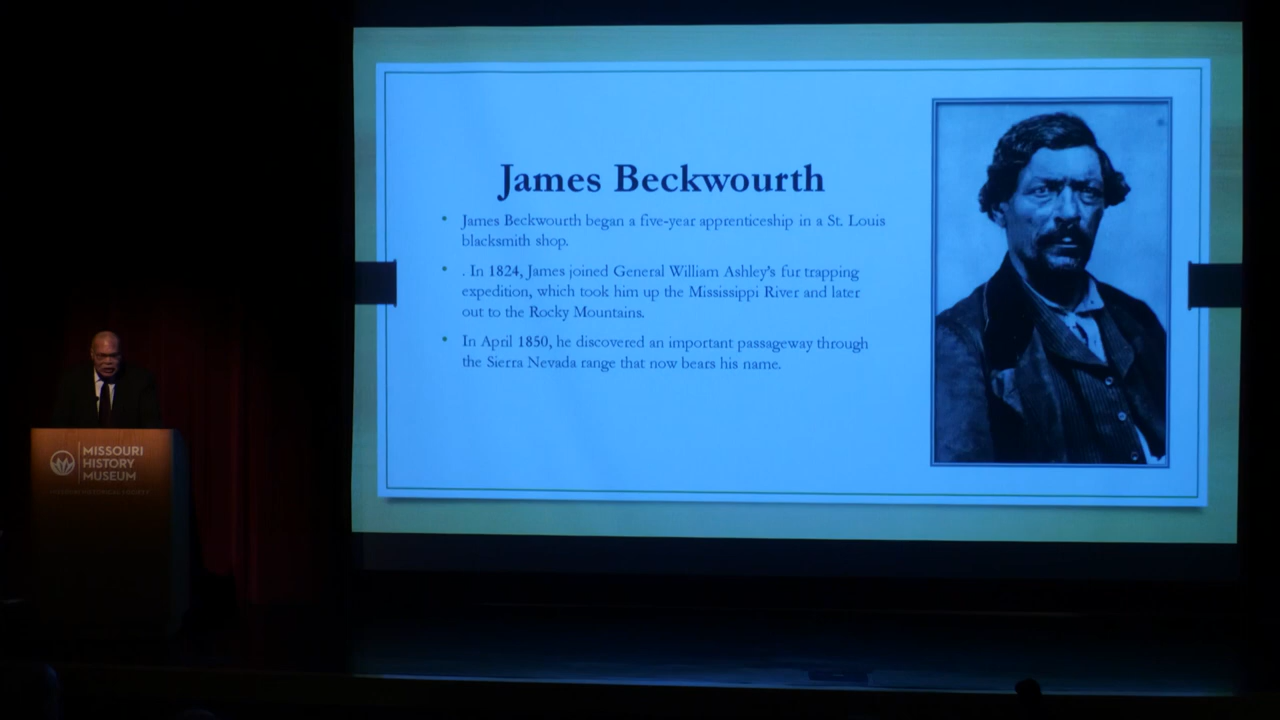 James Beckwourth
• James Beckwourth began a five-year apprenticeship in a St. Louis
blacksmith shop.
• . In 1824, James joined General William Ashley's fur trapping
expedition, which took him up the Mississippi River and later
out to the Rocky Mountains.
• In April 1850, he discovered an important passageway through
the Sierra Nevada range that now bears his name.
MISSOURI
HISTORY
MUSEUM